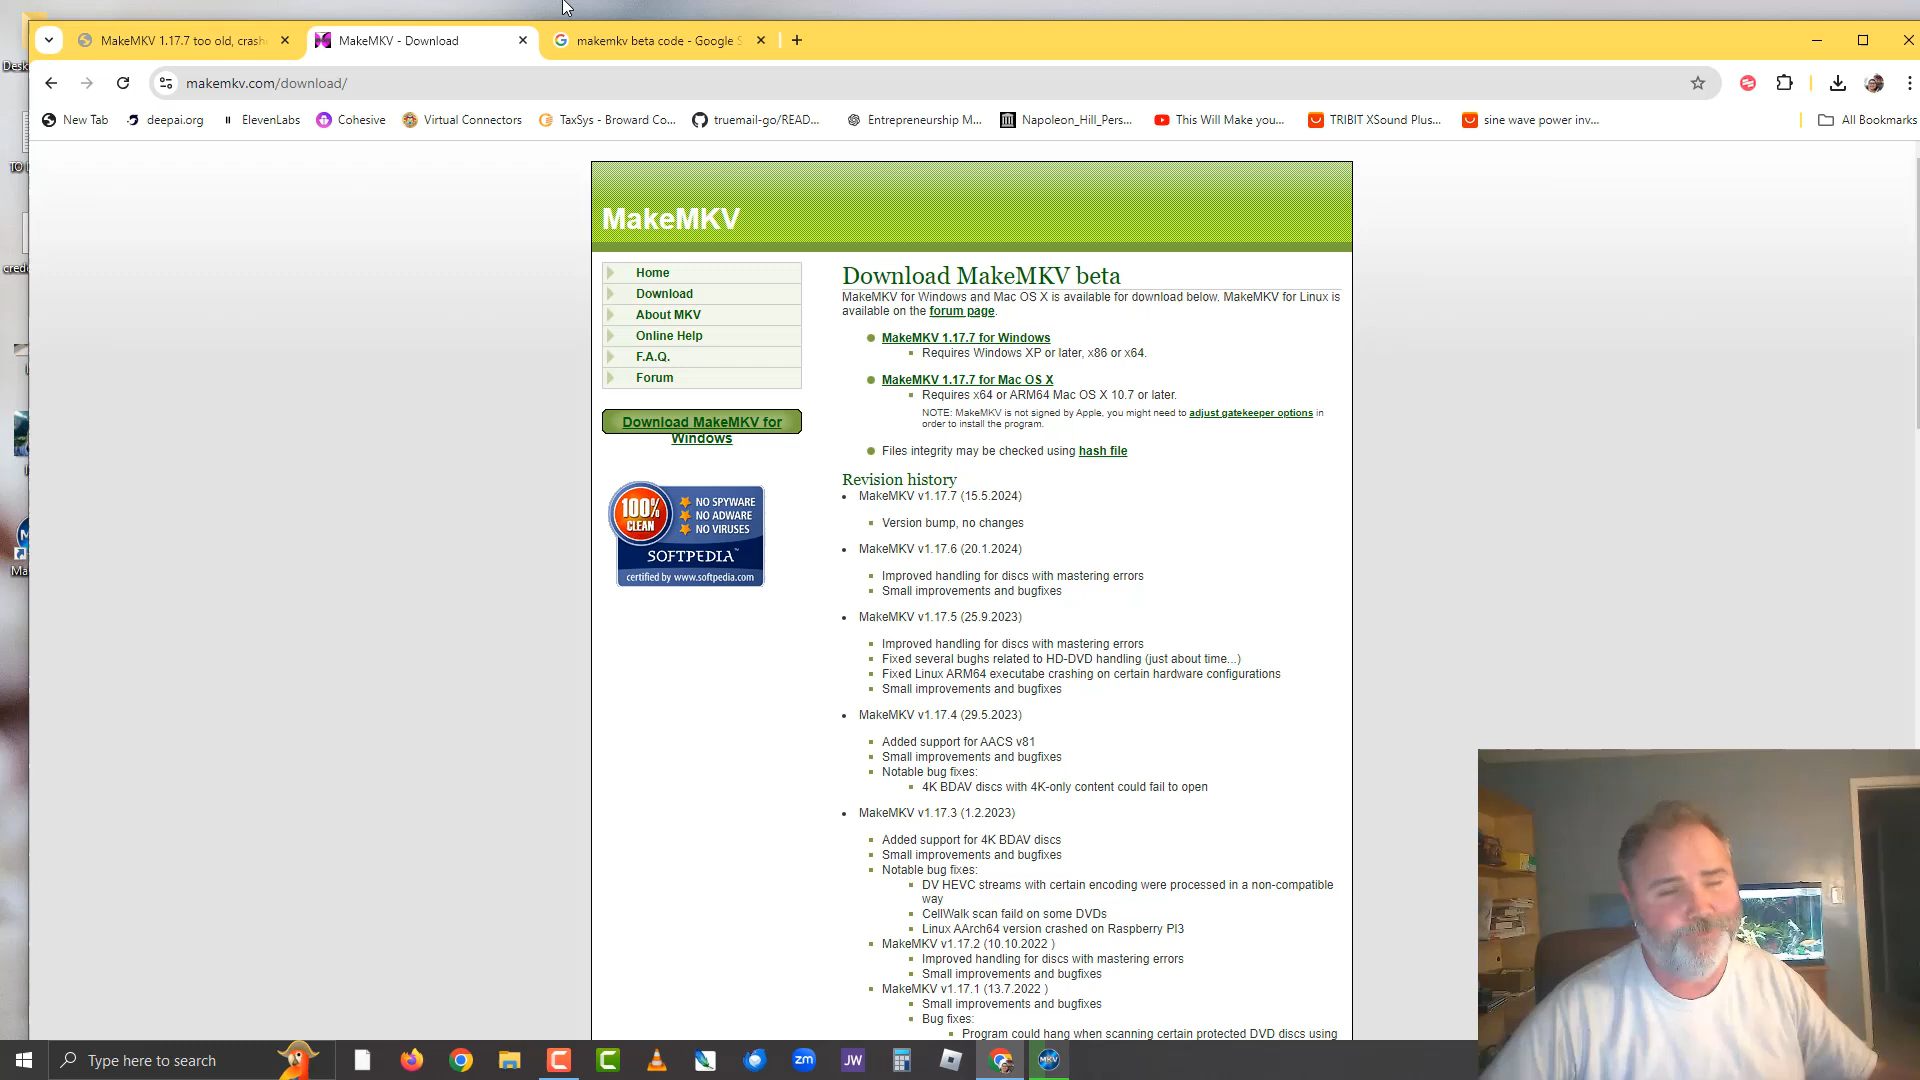 MakeMKV 1.17.7 too old, crash
MakeMKV - Download
makemkv beta code - Google S
makemkv.com/download/
New Tab
deepai.org
ElevenLabs
Cohesive
Virtual Connectors
TaxSys - Broward Co...
truemail-go/READ...
Entrepreneurship M...
Napoleon_Hill_Pers...
This Will Make you...
TRIBIT XSound Plus...
sine wave power inv...
All Bookmarks
MakeMKV
Home
Download
About MKV
Online Help
F.A.Q.
Forum
Download MakeMKV for
Windows
100%
CLEAN
NO SPYWARE
NO ADWARE
NO VIRUSES
SOFTPEDIA™
certified by www.softpedia.com
Download MakeMKV beta
MakeMKV for Windows and Mac OS X is available for download below. MakeMKV for Linux is
available on the forum page.
MakeMKV 1.17.7 for Windows
Requires Windows XP or later, x86 or x64.
MakeMKV 1.17.7 for Mac OS X
Requires x64 or ARM64 Mac OS X 10.7 or later.
NOTE: MakeMKV is not signed by Apple, you might need to adjust gatekeeper options in
order to install the program.
Files integrity may be checked using hash file
Revision history
MakeMKV v1.17.7 (15.5.2024)
Version bump, no changes
MakeMKV v1.17.6 (20.1.2024)
Improved handling for discs with mastering errors
Small improvements and bugfixes
MakeMKV v1.17.5 (25.9.2023)
Improved handling for discs with mastering errors
Fixed several bughs related to HD-DVD handling (just about time...)
Fixed Linux ARM64 executabe crashing on certain hardware configurations
Small improvements and bugfixes
MakeMKV v1.17.4 (29.5.2023)
Added support for AACS v81
Small improvements and bugfixes
Notable bug fixes:
4K BDAV discs with 4K-only content could fail to open
MakeMKV v1.17.3 (1.2.2023)
Added support for 4K BDAV discs
Small improvements and bugfixes
Notable bug fixes:
DV HEVC streams with certain encoding were processed in a non-compatible
way
CellWalk scan faild on some DVDs
Linux AArch64 version crashed on Raspberry PI3
MakeMKV v1.17.2 (10.10.2022 )
Improved handling for discs with mastering errors
Small improvements and bugfixes
MakeMKV v1.17.1 (13.7.2022 )
Small improvements and bugfixes
Bug fixes:
Program could hang when scanning certain protected DVD discs using
Desk
TO
cred
Ma
Type here to search
zm
JW
MKV